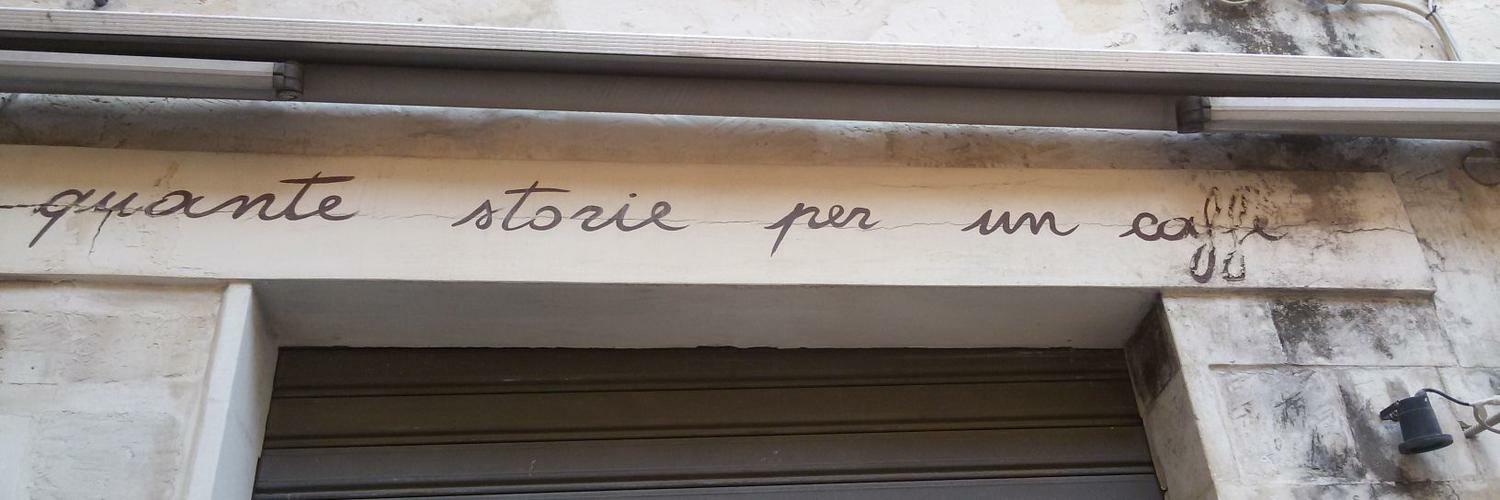 quante storie per un caffè